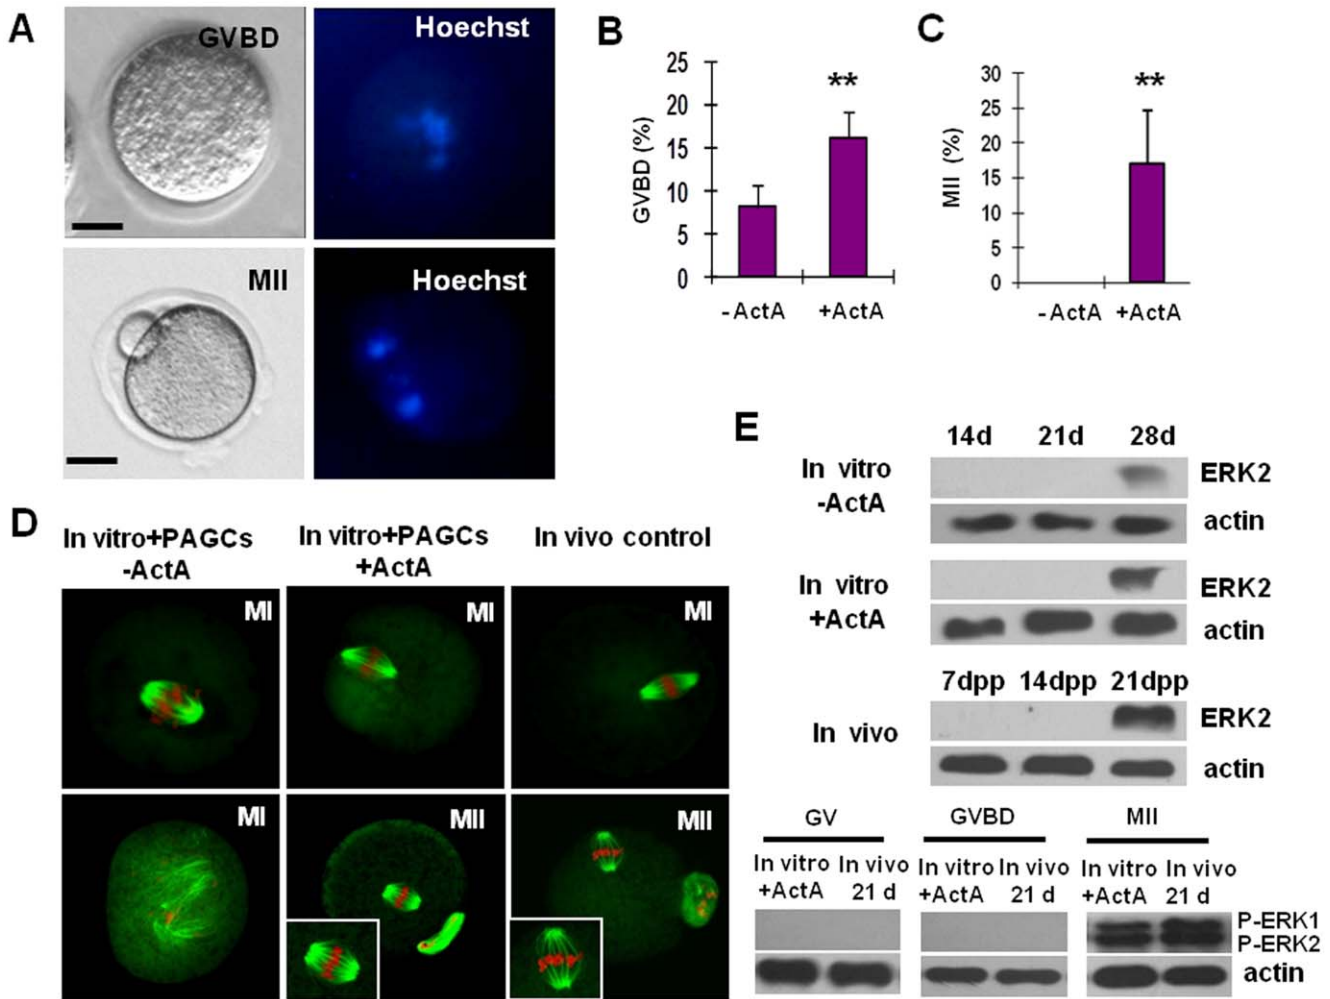 A
GVBD
Hoechst
MII
Hoechst
B
GVBD (%)
25
20
15
10
5
0
**
-ActA
+ActA
C
MII (%)
30
25
20
15
10
5
0
**
-ActA
+ActA
D
In vitro+PAGCs
-ActA
In vitro+PAGCs
+ActA
In vivo control
MI
MI
MI
MI
MII
MII
E
14d 21d 28d
In vitro
-ActA
ERK2
actin
In vitro
+ActA
ERK2
actin
7dpp 14dpp 21dpp
In vivo
ERK2
actin
GV GVBD MII
In vitro In vivo In vitro In vivo In vitro In vivo
+ActA 21 d +ActA 21 d +ActA 21 d
P-ERK1
P-ERK2
actin